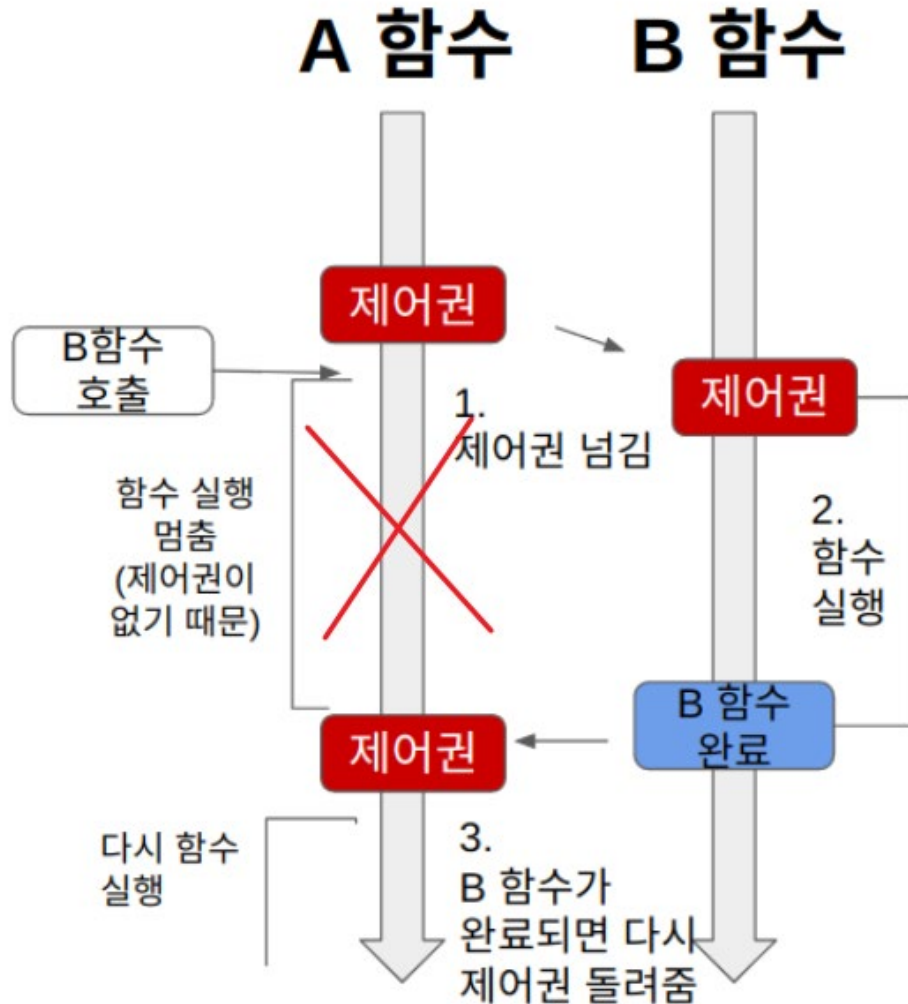 A 함수
B 함수
제어권
B함수
호출
제어권
1.
제어권 넘김
함수 실행
멈춤
(제어권이
없기 때문)
2.
함수
실행
B 함수
완료
제어권
다시 함수
실행
3.
B 함수가
완료되면 다시
제어권 돌려줌